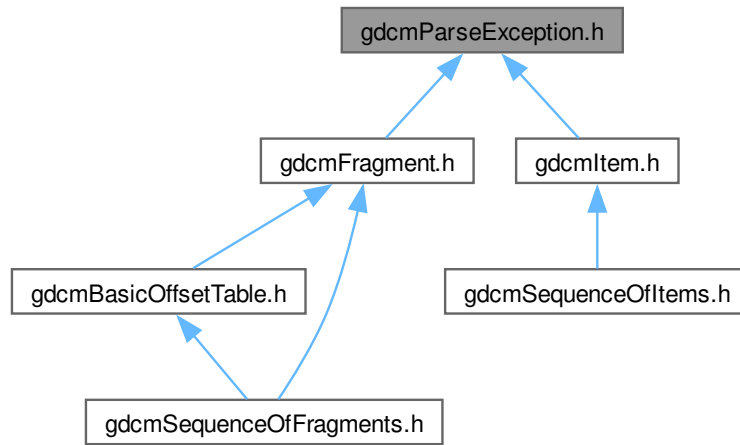 gdcmParseException.h
gdcmFragment.h
gdcmItem.h
gdcmBasicOffsetTable.h
gdcmSequenceOfItems.h
gdcmSequenceOfFragments.h